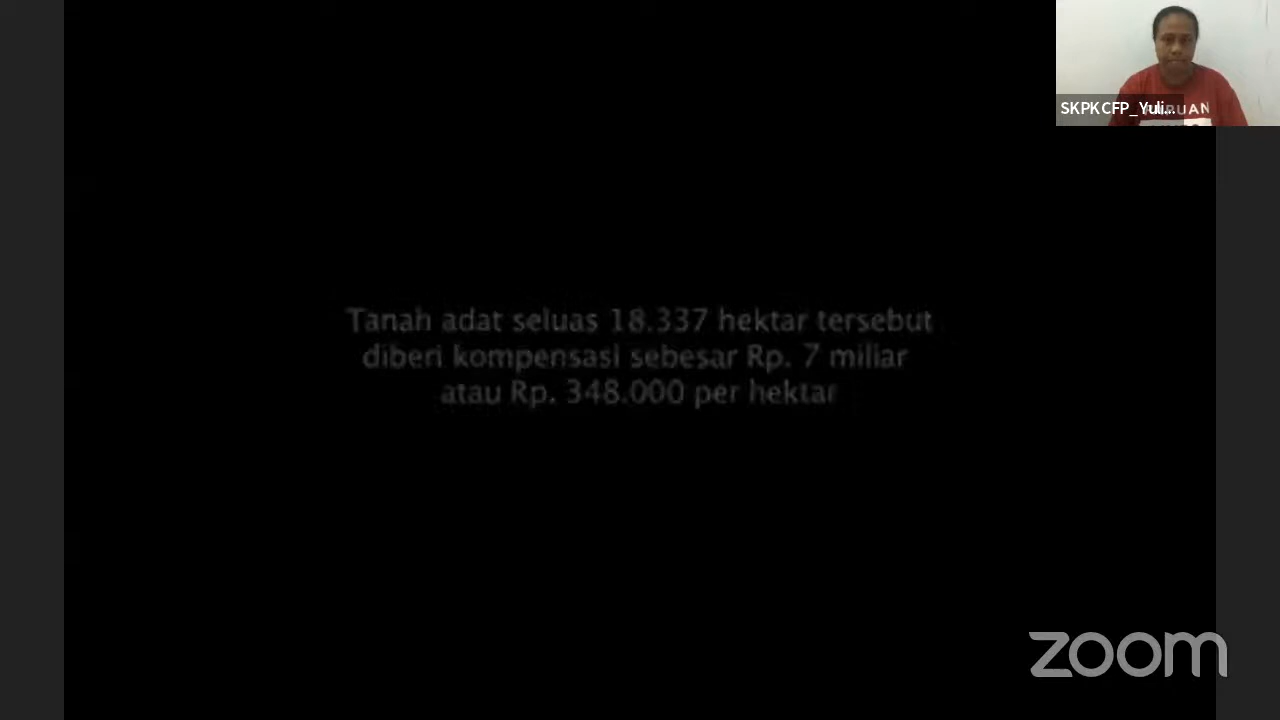 SKPKCFP_Yuli...
BUAN
Tanah adat seluas 18.337 hektar tersebut
diberi kompensasi sebesar Rp. 7 miliar
atau Rp. 348.000 per hektar
zoom